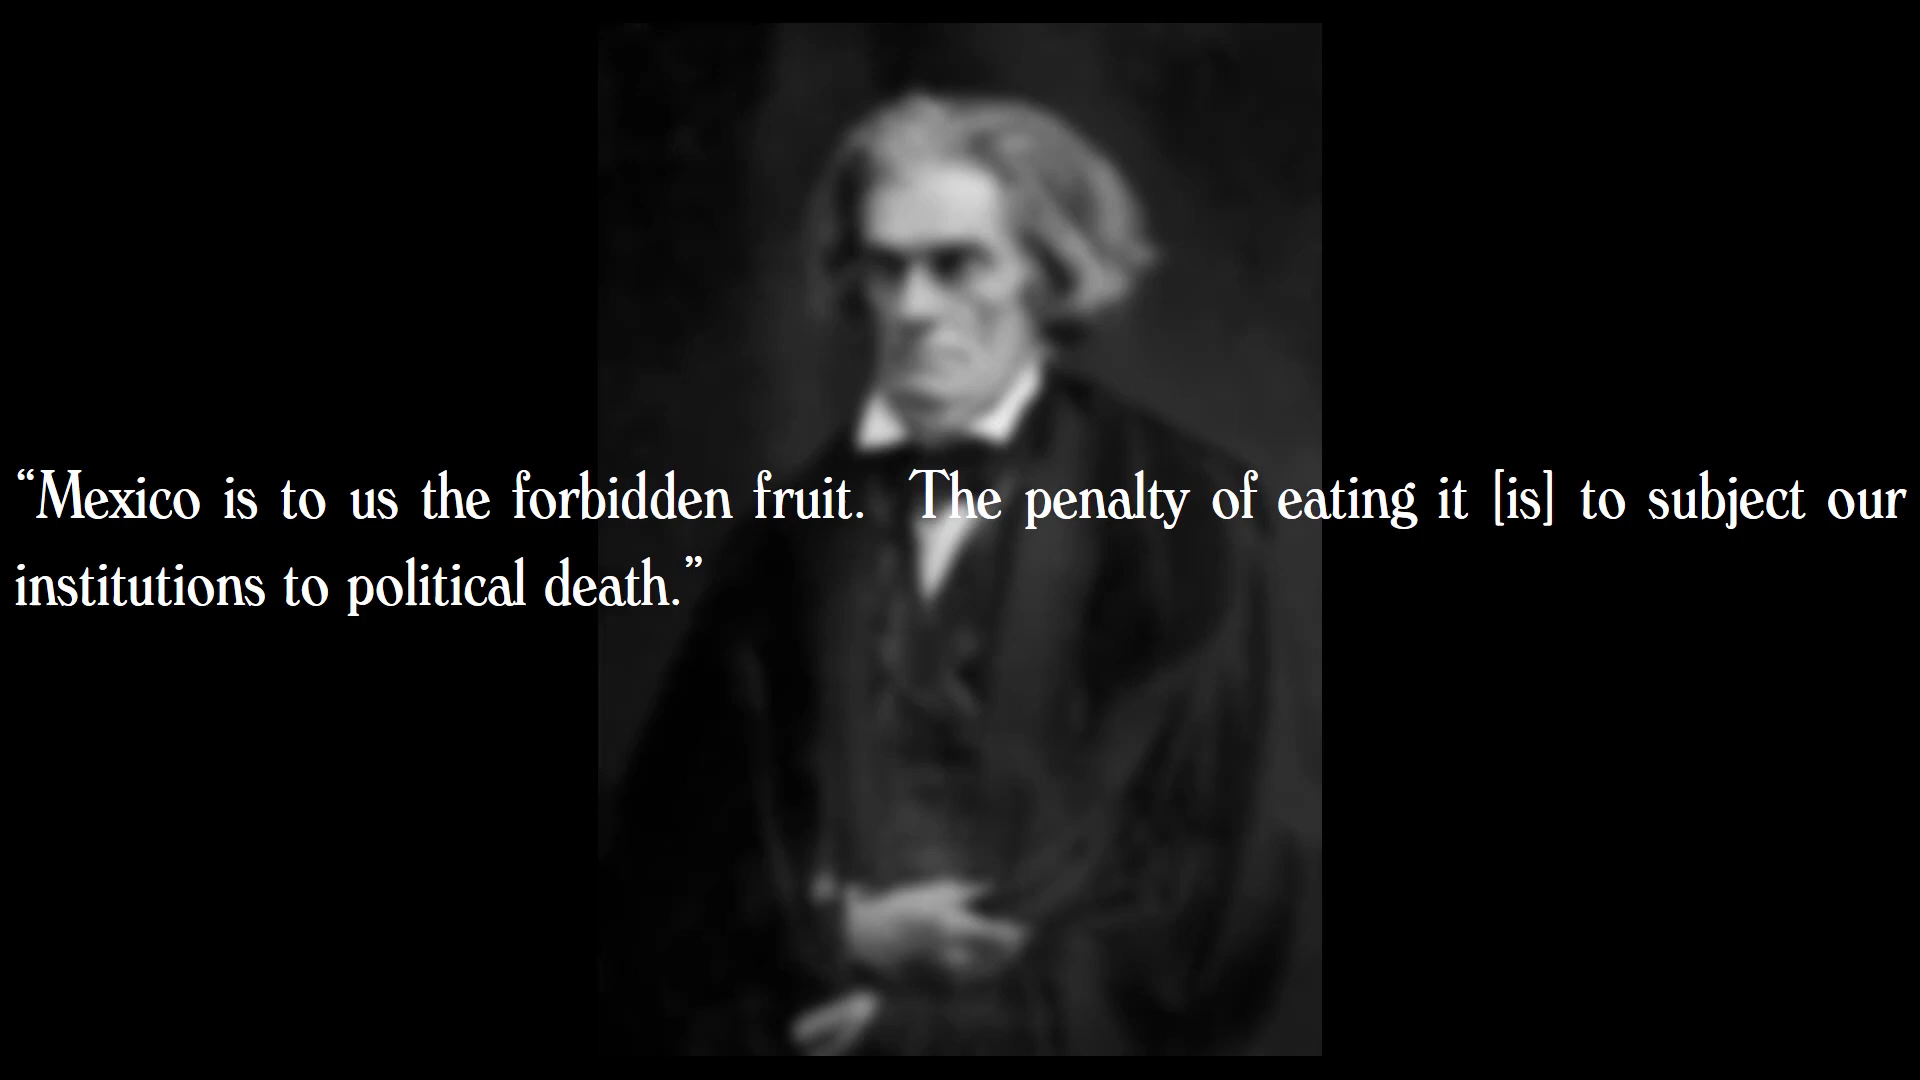 “Mexico is to us the forbidden fruit.  The penalty of eating it [is] to subject our
institutions to political death.”